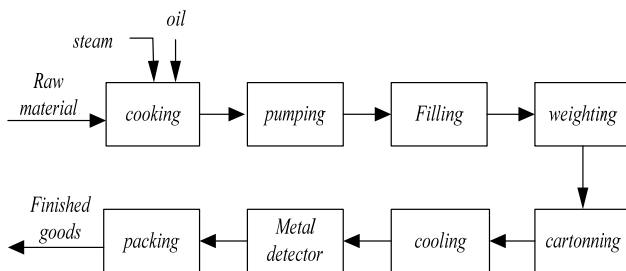 oil
steam
Raw
material
cooking
pumping
Filling
weighting
Finished
goods
packing
Metal
detector
cooling
cartonning